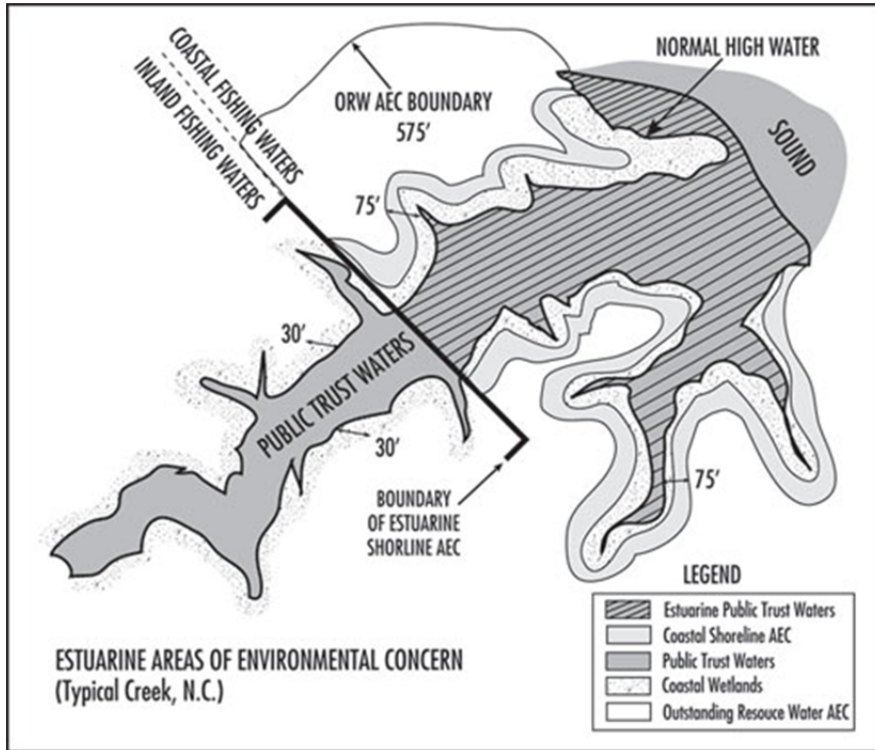 COASTAL FISHING WATERS
INLAND FISHING WATERS
ORW AEC BOUNDARY
575'
NORMAL HIGH WATER
SOUND
75'
30'
PUBLIC TRUST WATERS
30'
75'
BOUNDARY
OF ESTUARINE
SHORLINE AEC
LEGEND
Estuarine Public Trust Waters
Coastal Shoreline AEC
Public Trust Waters
Coastal Wetlands
Outstanding Resouce Water AEC
ESTUARINE AREAS OF ENVIRONMENTAL CONCERN
(Typical Creek, N.C.)